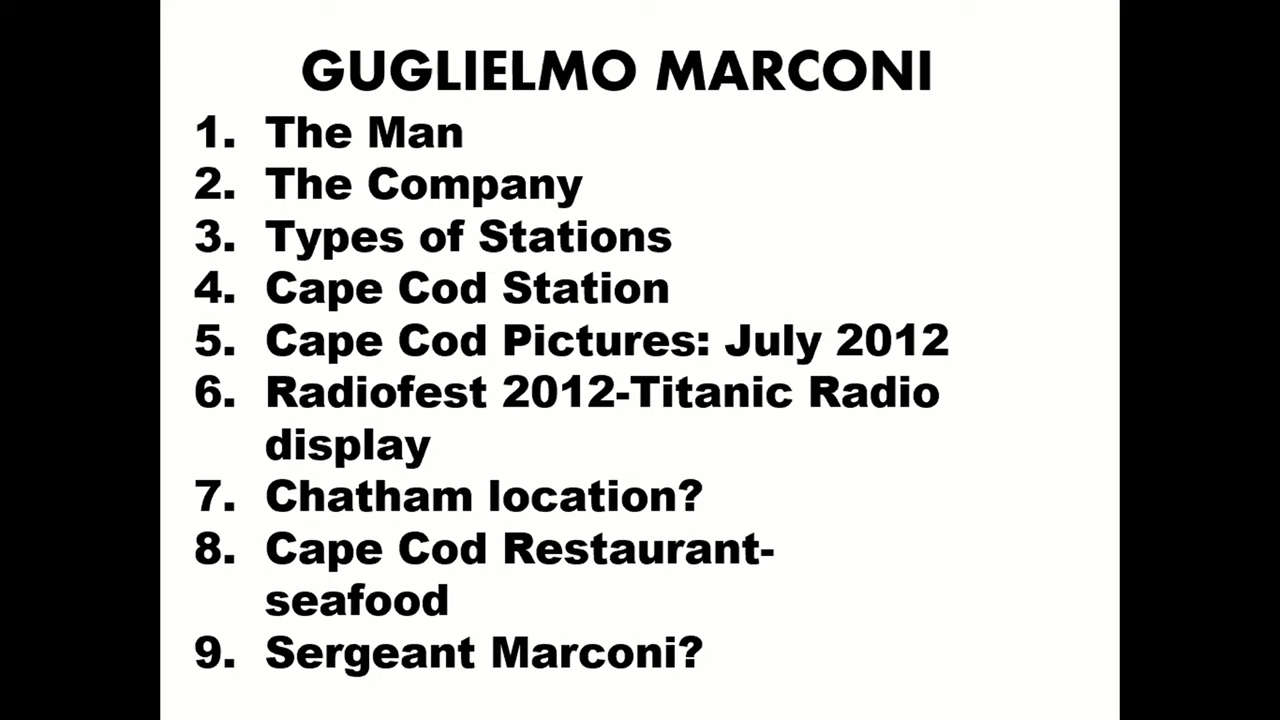 GUGLIELMO MARCONI
1. The Man
2. The Company
3. Types of Stations
4. Cape Cod Station
5. Cape Cod Pictures: July 2012
6. Radiofest 2012-Titanic Radio
display
7. Chatham location?
8. Cape Cod Restaurant-
seafood
9. Sergeant Marconi?